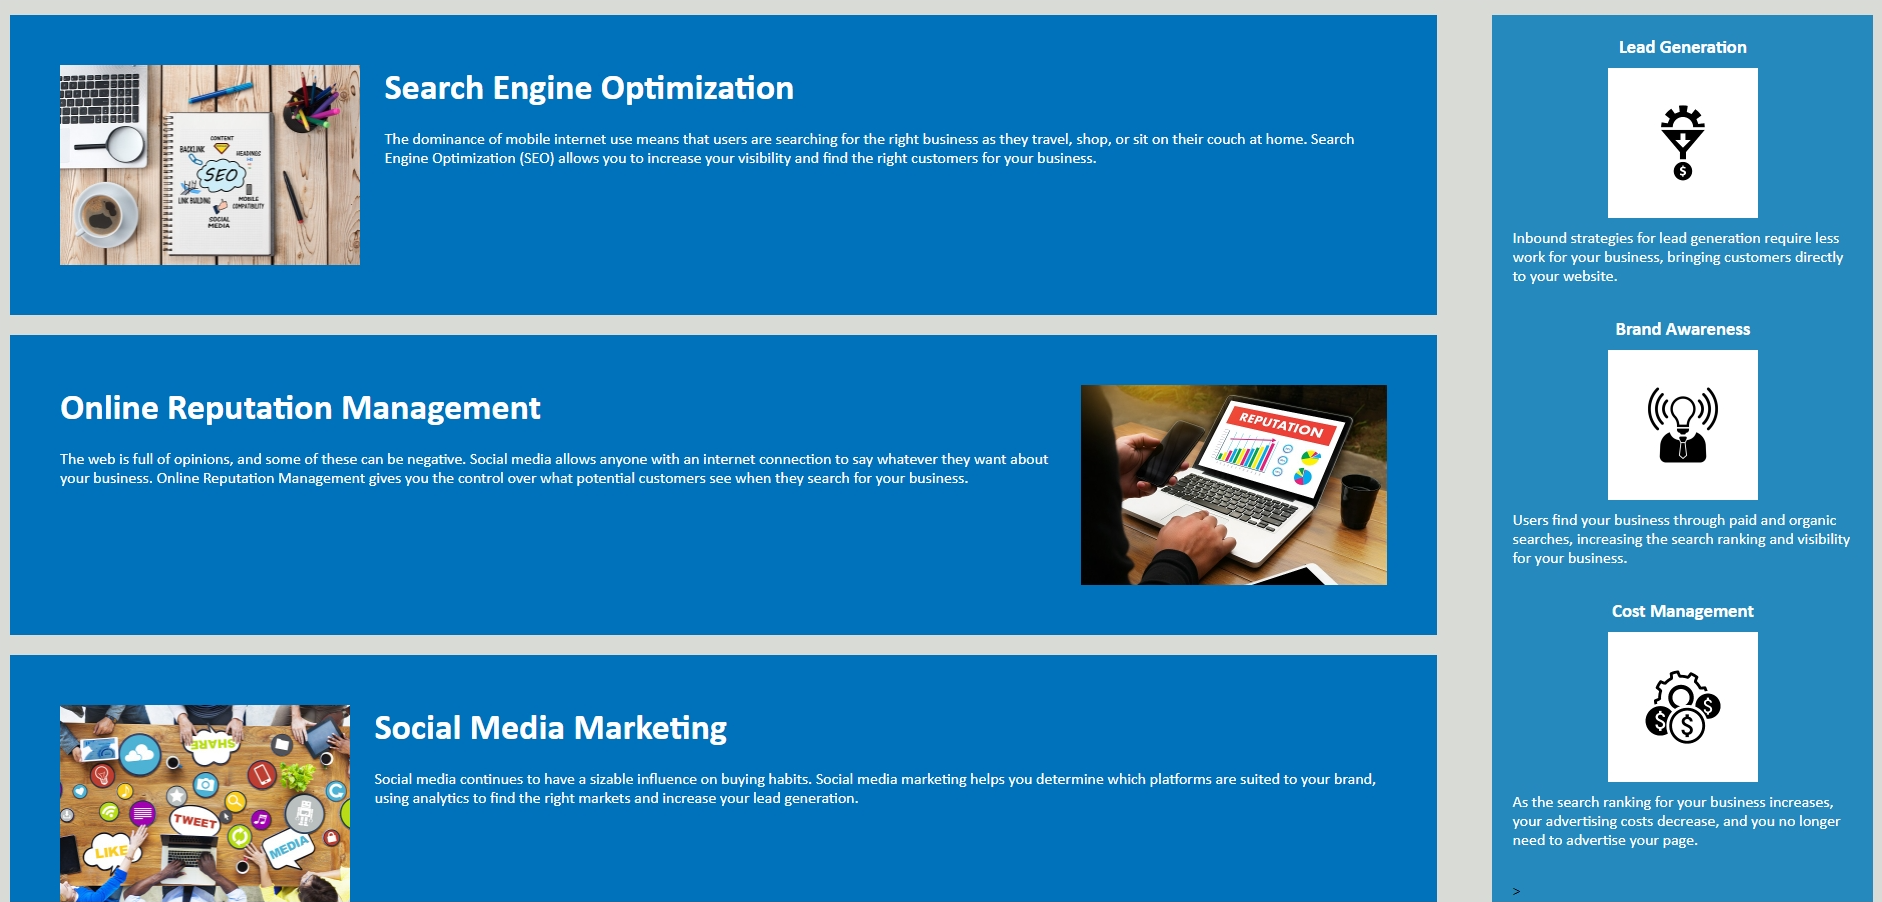 Search Engine Optimization
The dominance of mobile internet use means that users are searching for the right business as they travel, shop, or sit on their couch at home. Search
Engine Optimization (SEO) allows you to increase your visibility and find the right customers for your business.
CONTENT
BACKLINK
HEADINGS
SEO
LINK BUILDING
MOBILE
COMPATIBILITY
SOCIAL
MEDIA
Online Reputation Management
The web is full of opinions, and some of these can be negative. Social media allows anyone with an internet connection to say whatever they want about
your business. Online Reputation Management gives you the control over what potential customers see when they search for your business.
REPUTATION
Social Media Marketing
Social media continues to have a sizable influence on buying habits. Social media marketing helps you determine which platforms are suited to your brand,
using analytics to find the right markets and increase your lead generation.
SHARE
TWEET
LIKE
MEDIA
Lead Generation
$
Inbound strategies for lead generation require less
work for your business, bringing customers directly
to your website.
Brand Awareness
Users find your business through paid and organic
searches, increasing the search ranking and visibility
for your business.
Cost Management
$ $ $
As the search ranking for your business increases,
your advertising costs decrease, and you no longer
need to advertise your page.
>